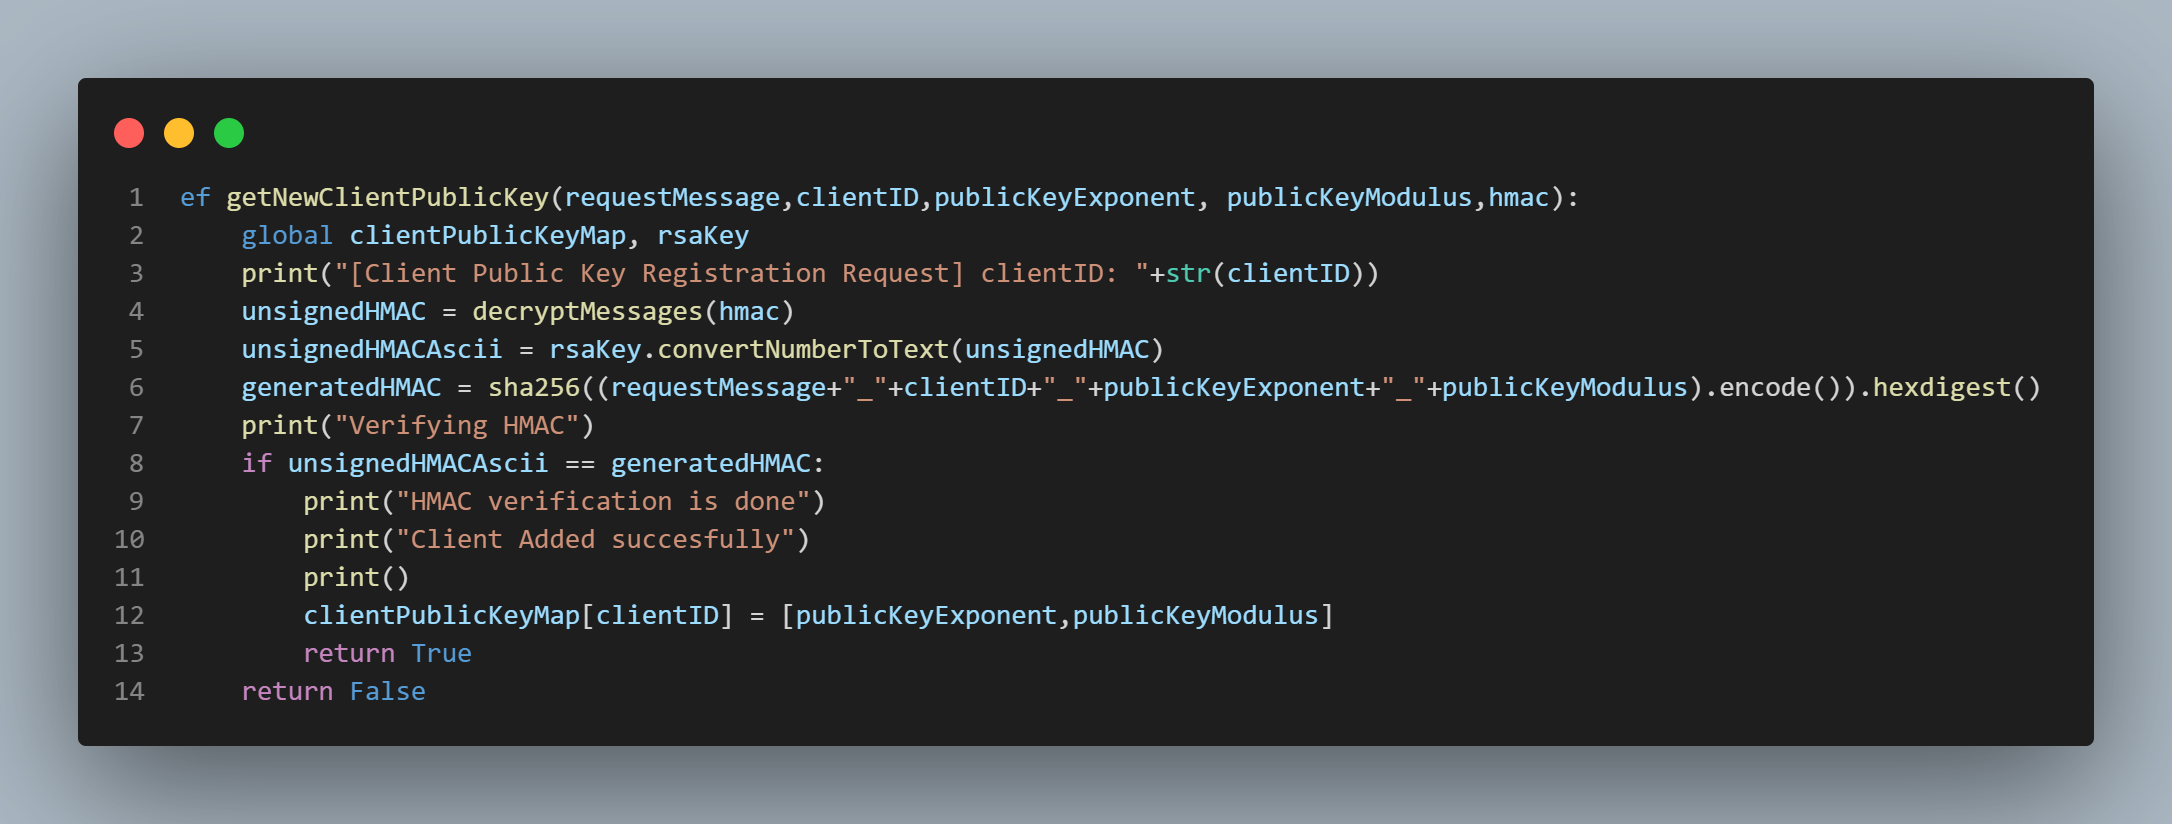 1 ef getNewClientPublicKey(requestMessage,clientID,publicKeyExponent, publicKeyModulus,hmac):
2     global clientPublicKeyMap, rsaKey
3     print("[Client Public Key Registration Request] clientID: "+str(clientID))
4     unsignedHMAC = decryptMessages(hmac)
5     unsignedHMACAscii = rsaKey.convertNumberToText(unsignedHMAC)
6     generatedHMAC = sha256((requestMessage+"_"+clientID+"_"+publicKeyExponent+"_"+publicKeyModulus).encode()).hexdigest()
7     print("Verifying HMAC")
8     if unsignedHMACAscii == generatedHMAC:
9         print("HMAC verification is done")
10         print("Client Added succesfully")
11         print()
12         clientPublicKeyMap[clientID] = [publicKeyExponent,publicKeyModulus]
13         return True
14     return False